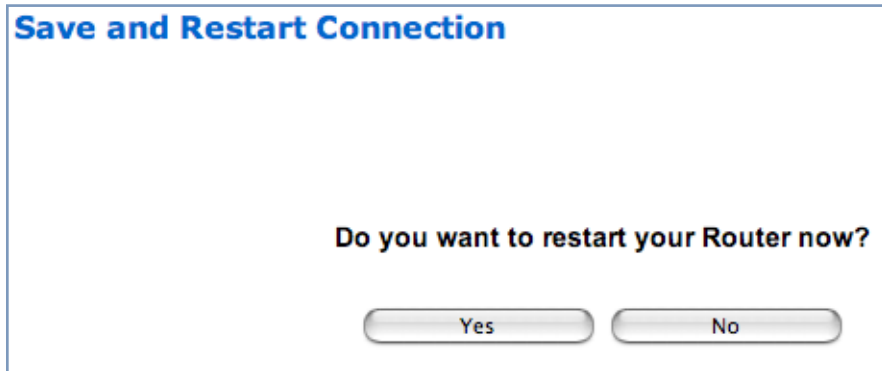 Save and Restart Connection
Do you want to restart your Router now?
Yes No